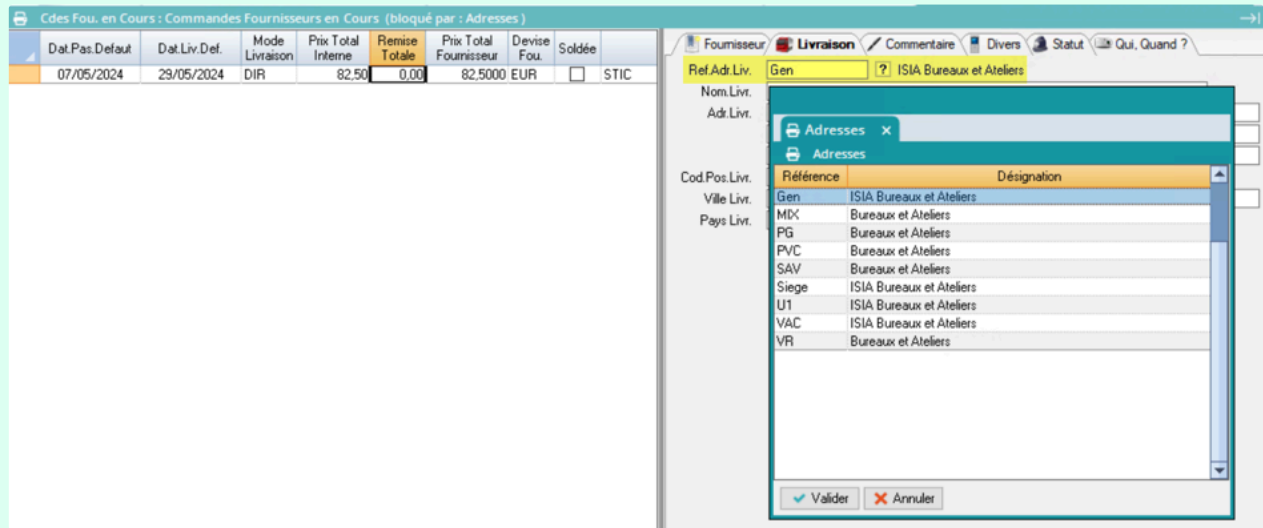 Cdes Fou. en Cours : Commandes Fournisseurs en Cours (bloqué par : Adresses )
Dat.Pas.Defaut Dat.Liv.Def. Mode Livraison Prix Total Interne Remise Totale Prix Total Fournisseur Devise Fou. Soldée
07/05/2024 29/05/2024 DIR 82,50 0,00 82,5000 EUR STIC
Fournisseur Livraison Commentaire Divers Statut Qui, Quand ?
Ref.Adr.Liv. Gen ? ISIA Bureaux et Ateliers
Nom.Livr.
Adr.Livr.
Cod.Pos.Livr.
Ville Livr.
Pays Livr.
Adresses x
Adresses
Référence Désignation
Gen ISIA Bureaux et Ateliers
MIX Bureaux et Ateliers
PG Bureaux et Ateliers
PVC Bureaux et Ateliers
SAV Bureaux et Ateliers
Siege ISIA Bureaux et Ateliers
U1 ISIA Bureaux et Ateliers
VAC ISIA Bureaux et Ateliers
VR Bureaux et Ateliers
Valider Annuler